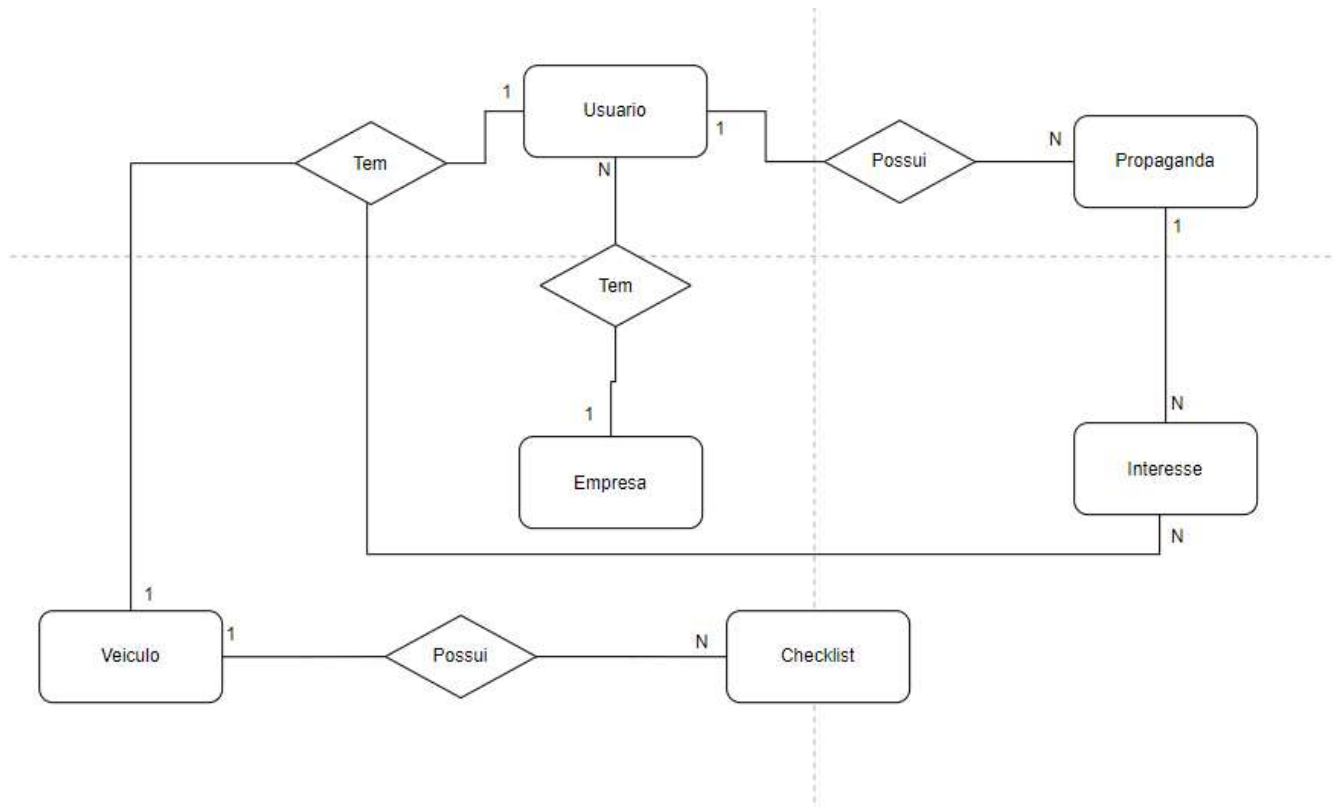 Usuario
1
1
N
Tem
Possui
N
Propaganda
1
Tem
1
Empresa
N
Interesse
N
1
Veiculo
1
Possui
N
Checklist